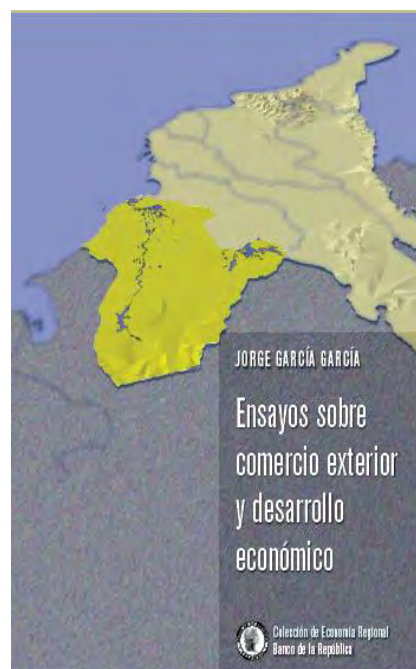 JORGE GARCÍA GARCÍA
Ensayos sobre
comercio exterior
y desarrollo
económico
Colección de Economía Regional
Banco de la República